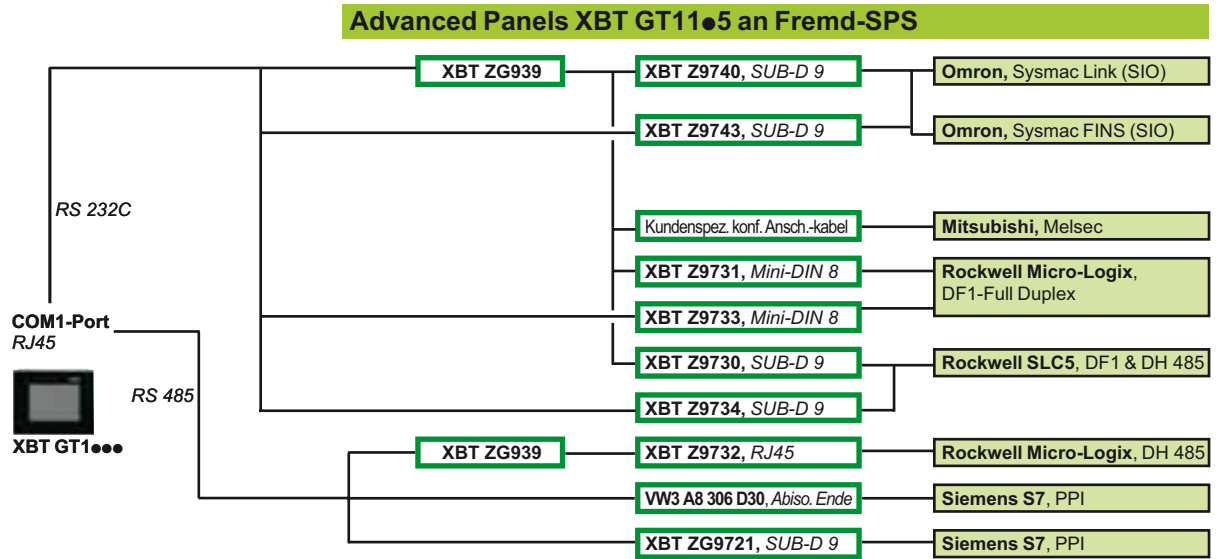 Advanced Panels XBT GT11●5 an Fremd-SPS
XBT ZG939
XBT Z9740, SUB-D 9
Omron, Sysmac Link (SIO)
XBT Z9743, SUB-D 9
Omron, Sysmac FINS (SIO)
RS 232C
Kundenspez. konf. Ansch.-kabel
Mitsubishi, Melsec
XBT Z9731, Mini-DIN 8
Rockwell Micro-Logix,
DF1-Full Duplex
XBT Z9733, Mini-DIN 8
COM1-Port
RJ45
XBT Z9730, SUB-D 9
Rockwell SLC5, DF1 & DH 485
RS 485
XBT Z9734, SUB-D 9
XBT GT1●●●
XBT ZG939
XBT Z9732, RJ45
Rockwell Micro-Logix, DH 485
VW3 A8 306 D30, Abiso. Ende
Siemens S7, PPI
XBT ZG9721, SUB-D 9
Siemens S7, PPI